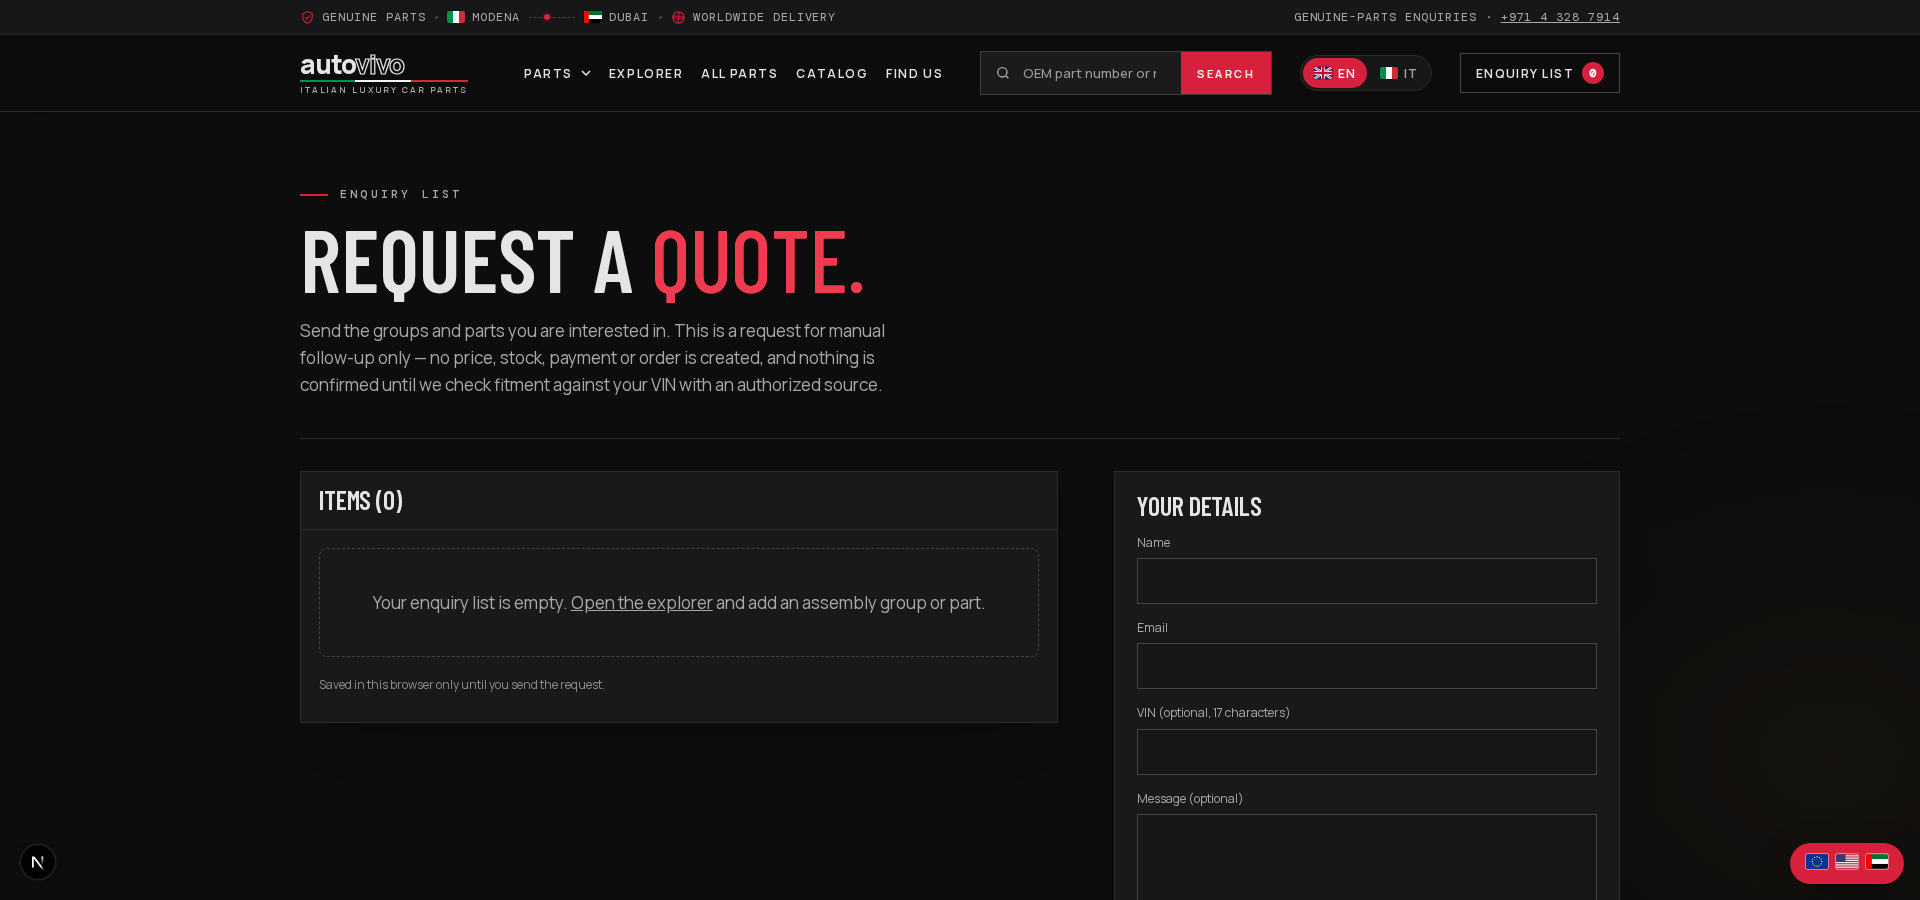 GENUINE PARTS • MODENA DUBAI • WORLDWIDE DELIVERY
GENUINE-PARTS ENQUIRIES · +971 4 328 7914
autovivo
ITALIAN LUXURY CAR PARTS
PARTS EXPLORER ALL PARTS CATALOG FIND US
OEM part number or
SEARCH
EN IT
ENQUIRY LIST 0
ENQUIRY LIST
REQUEST A QUOTE.
Send the groups and parts you are interested in. This is a request for manual
follow-up only — no price, stock, payment or order is created, and nothing is
confirmed until we check fitment against your VIN with an authorized source.
ITEMS (0)
Your enquiry list is empty. Open the explorer and add an assembly group or part.
Saved in this browser only until you send the request.
YOUR DETAILS
Name
Email
VIN (optional, 17 characters)
Message (optional)
N